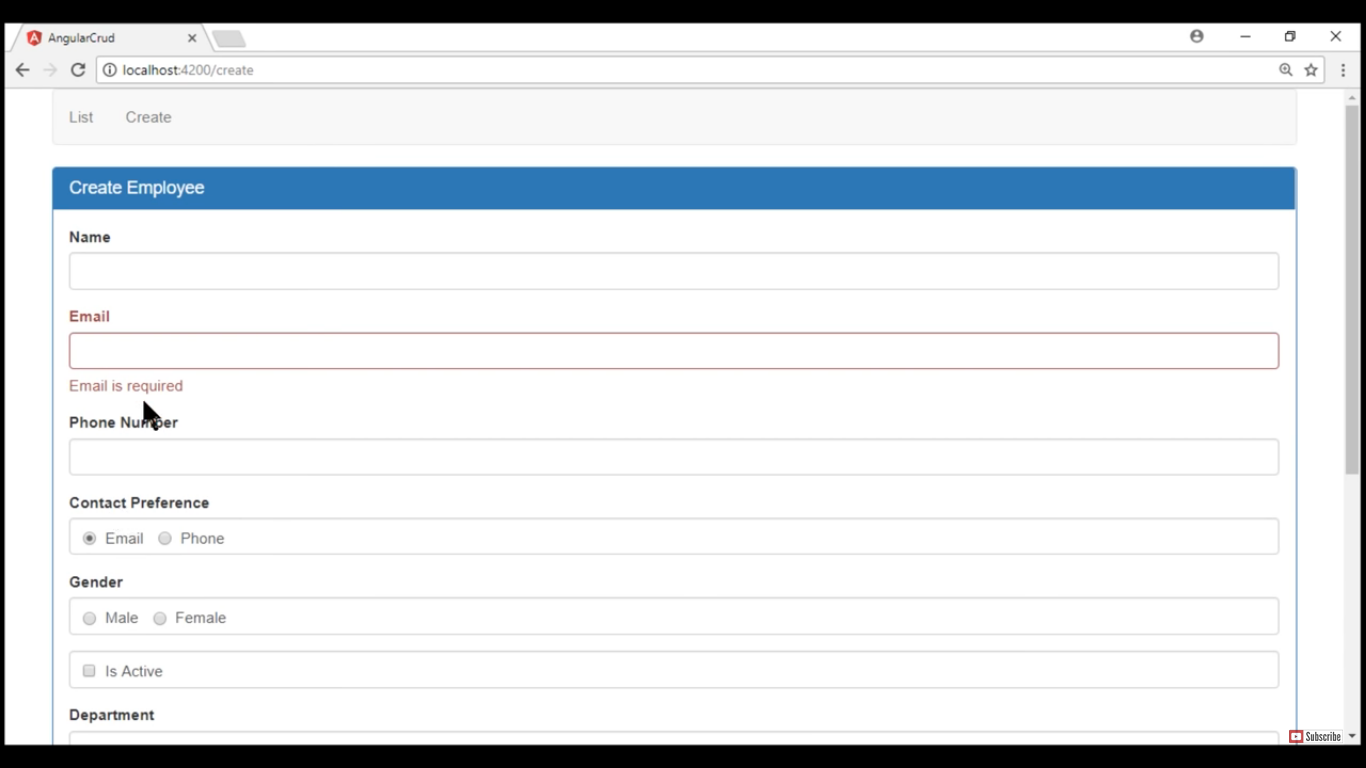 AngularCrud
localhost:4200/create
List Create
Create Employee
Name
Email
Email is required
Phone Number
Contact Preference
Email Phone
Gender
Male Female
Is Active
Department
Subscribe